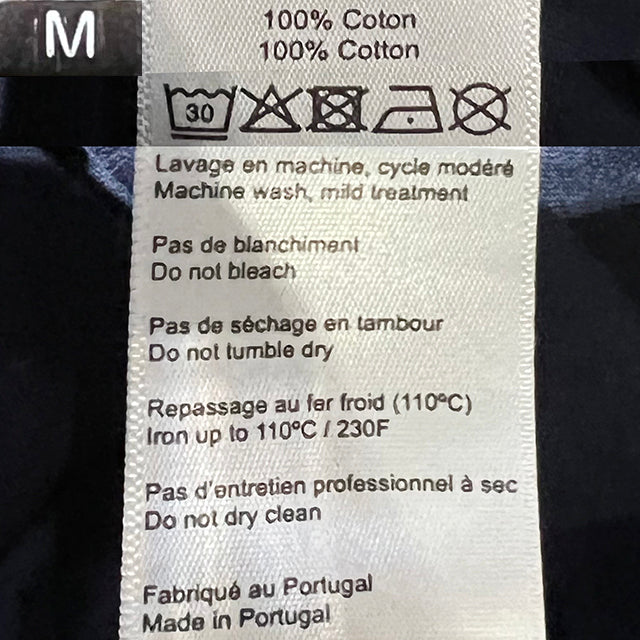 M
100% Coton
100% Cotton
30
Lavage en machine, cycle modéré
Machine wash, mild treatment
Pas de blanchiment
Do not bleach
Pas de séchage en tambour
Do not tumble dry
Repassage au fer froid (110ºC)
Iron up to 110ºC / 230F
Pas d'entretien professionnel à sec
Do not dry clean
Fabriqué au Portugal
Made in Portugal